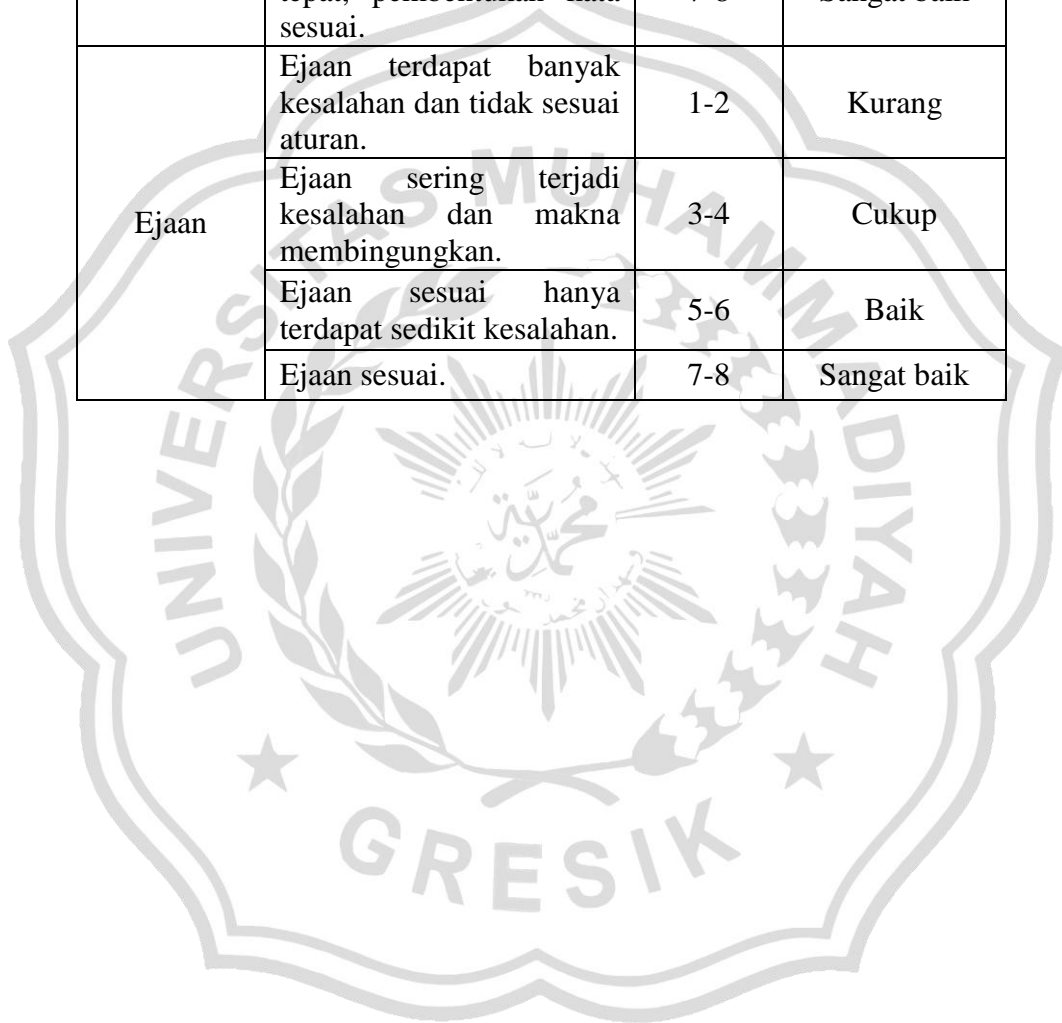 sesuai.
Ejaan terdapat banyak
kesalahan dan tidak sesuai
aturan.
1-2
Kurang
Ejaan
Ejaan sering terjadi
kesalahan dan makna
membingungkan.
3-4
Cukup
Ejaan sesuai hanya
terdapat sedikit kesalahan.
5-6
Baik
Ejaan sesuai.
7-8
Sangat baik
UNIVERSITAS MUHAMMADIYAH
GRESIK